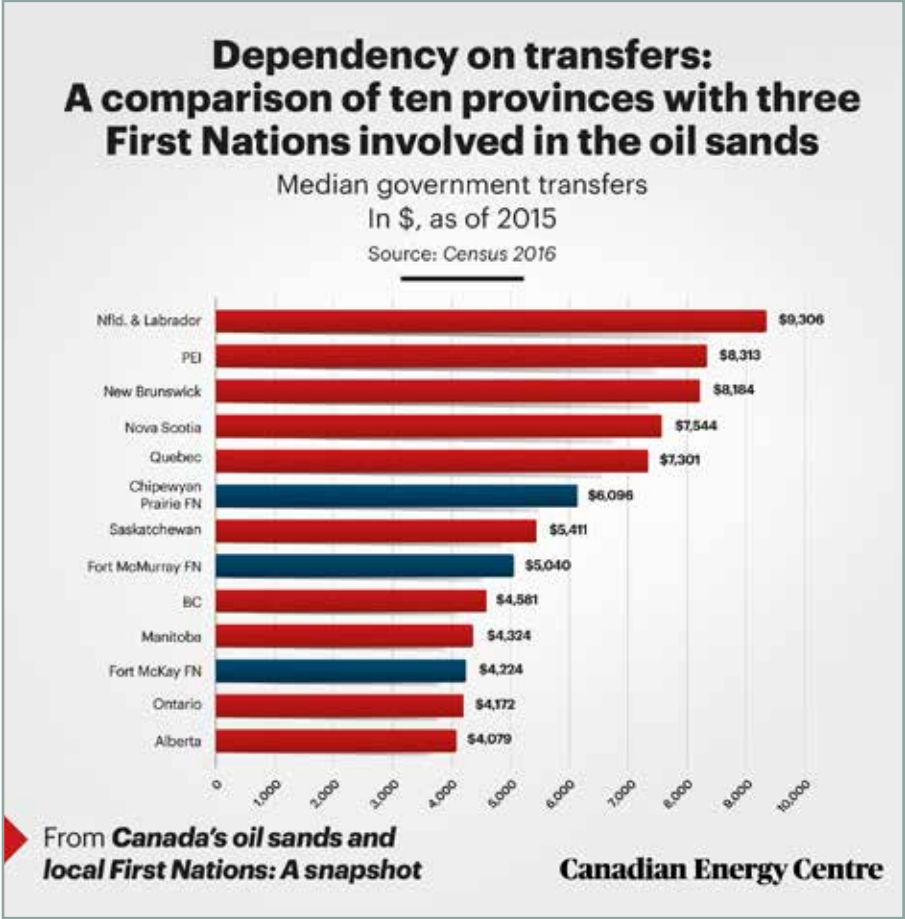 Dependency on transfers:
A comparison of ten provinces with three
First Nations involved in the oil sands
Median government transfers
In $, as of 2015
Source: Census 2016
Nfld. & Labrador $9,306
PEI $8,313
New Brunswick $8,184
Nova Scotia $7,544
Quebec $7,301
Chipewyan
Prairie FN $6,096
Saskatchewan $5,411
Fort McMurray FN $5,040
BC $4,581
Manitoba $4,324
Fort McKay FN $4,224
Ontario $4,172
Alberta $4,079
0 1,000 2,000 3,000 4,000 5,000 6,000 7,000 8,000 9,000 10,000
From Canada's oil sands and
local First Nations: A snapshot
Canadian Energy Centre